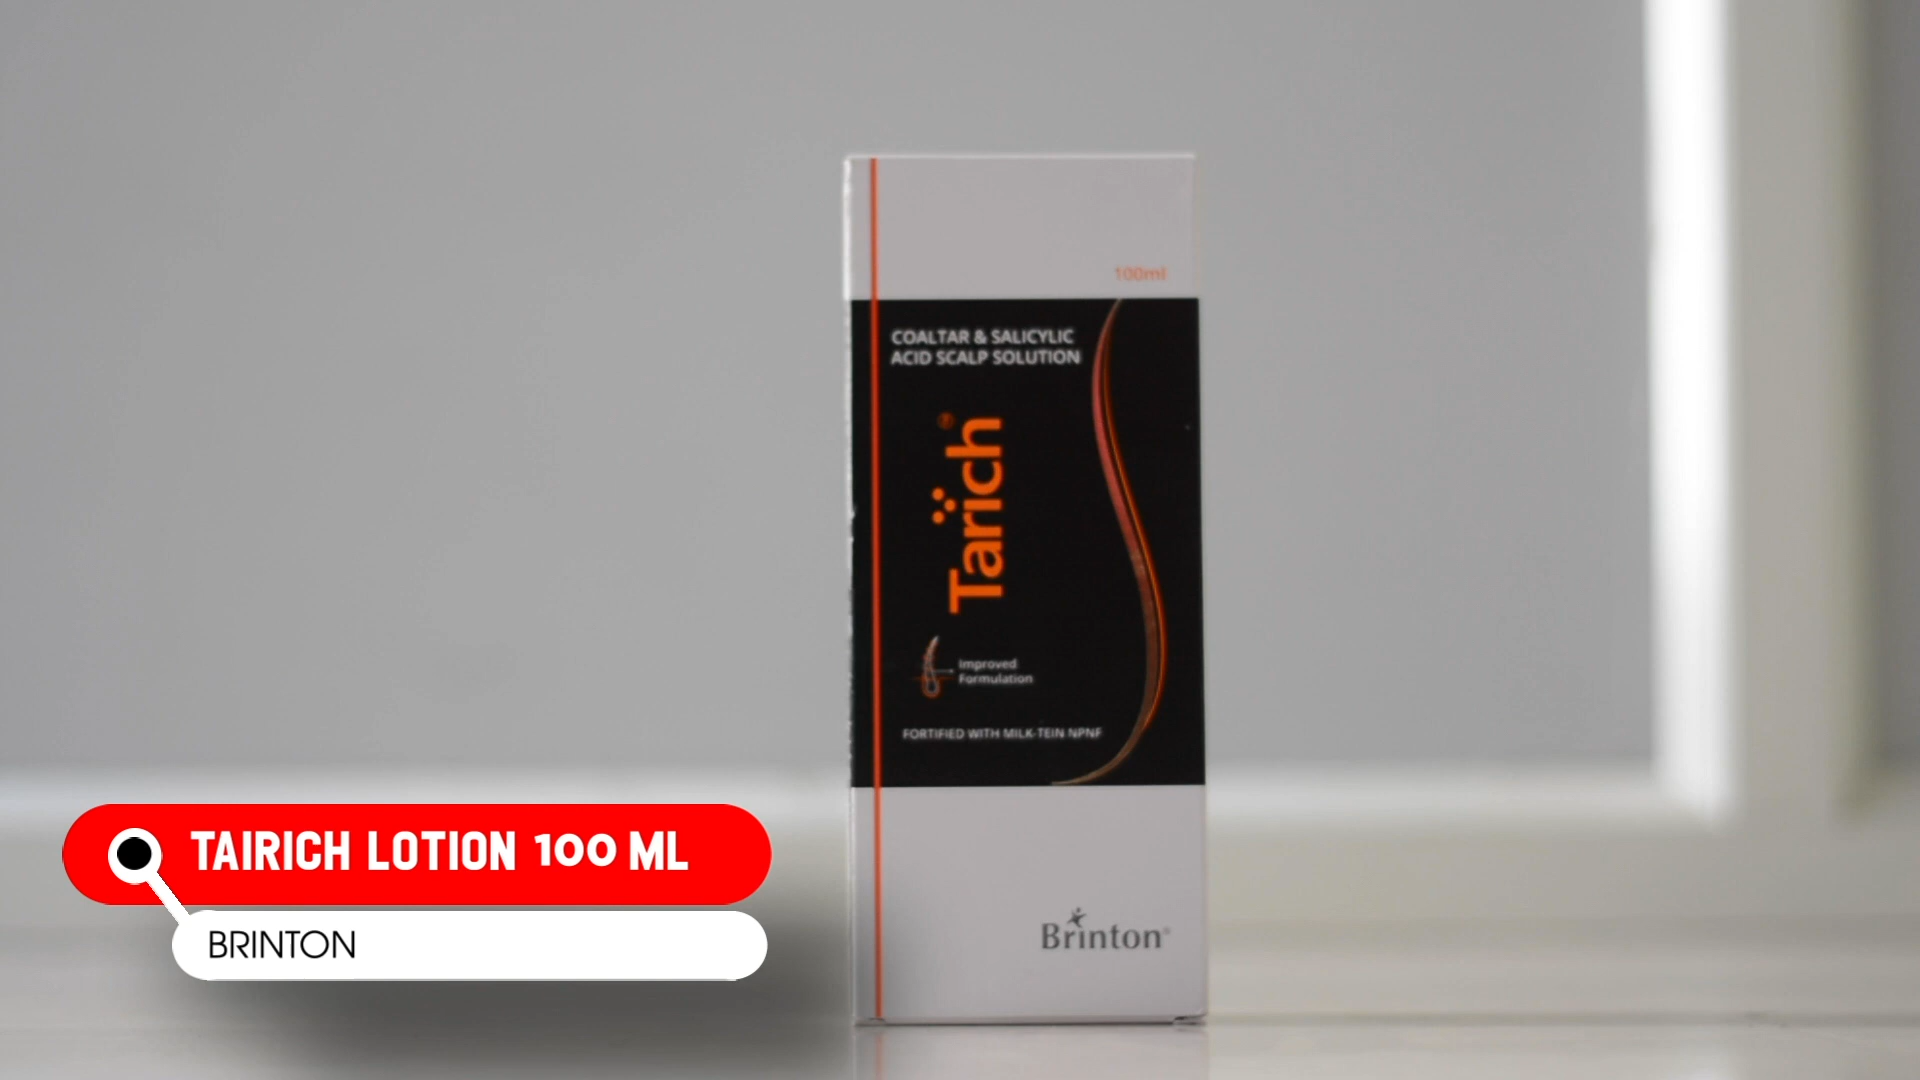 100ml
COALTAR & SALICYLIC
ACID SCALP SOLUTION
Tarich
Improved
Formulation
FORTIFIED WITH MILK-TEIN NPNF
Brinton®
TAIRICH LOTION 100 ML
BRINTON